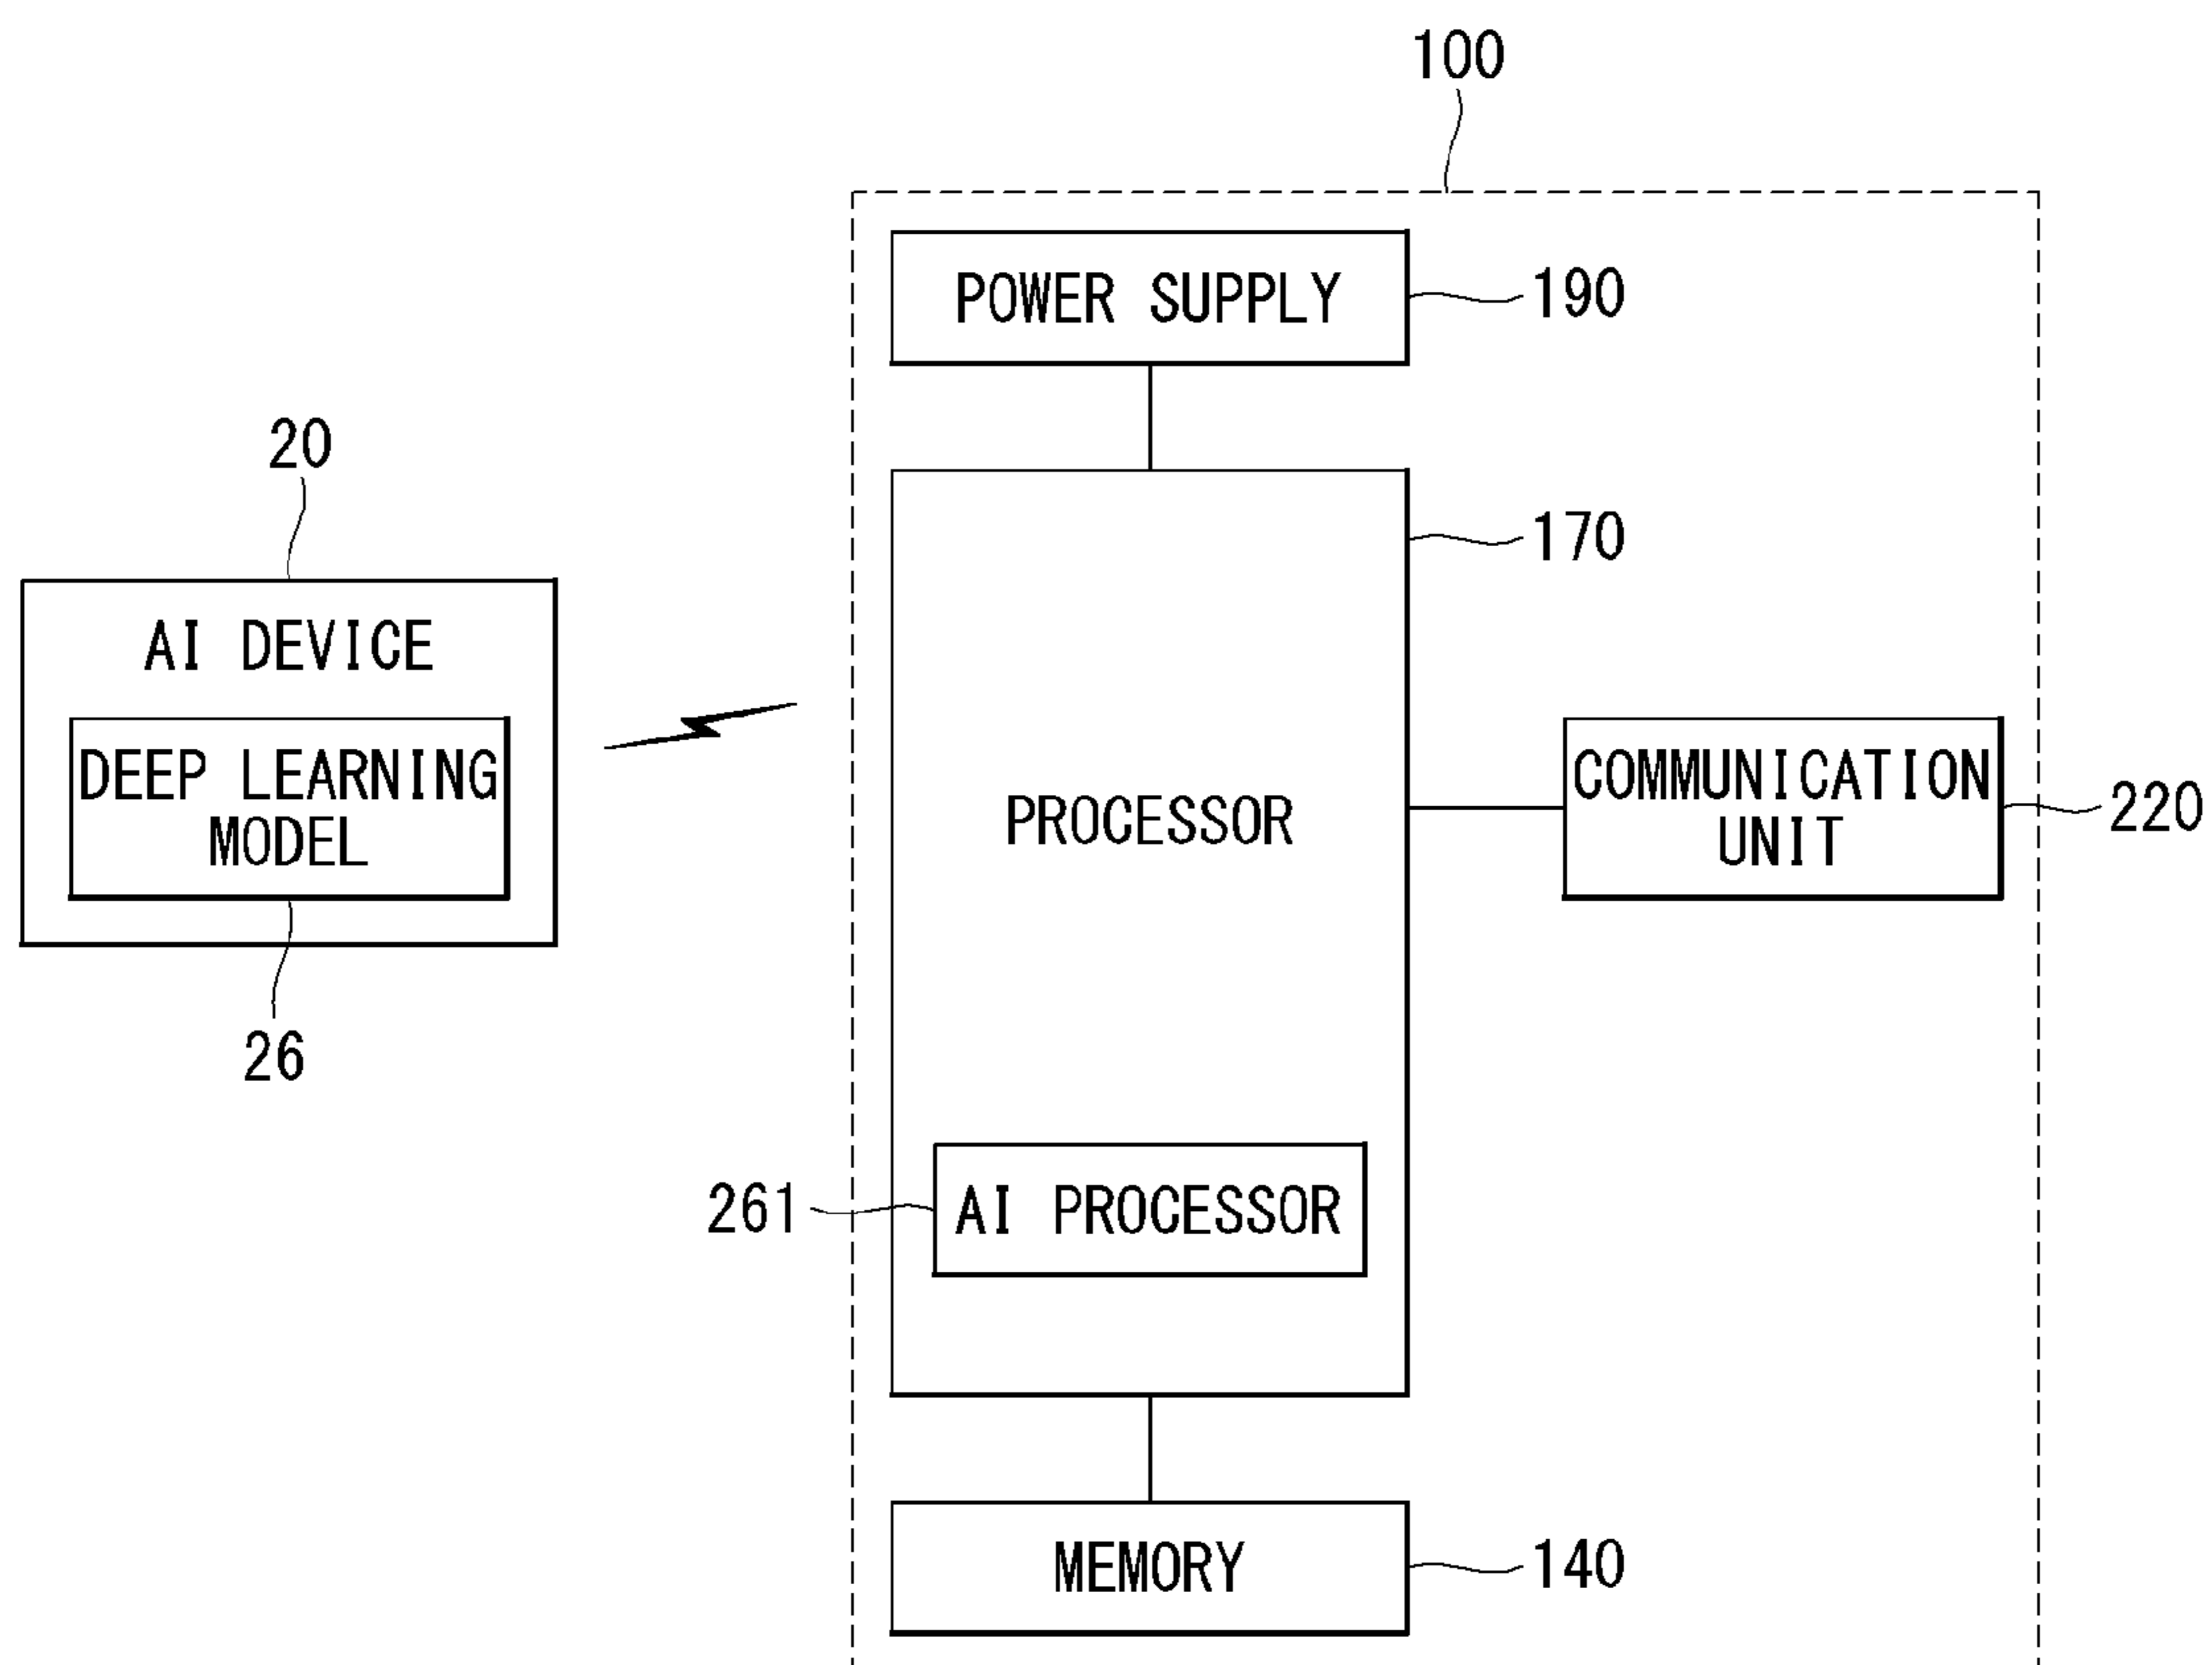 100
POWER SUPPLY
190
20
170
AI DEVICE
DEEP LEARNING
MODEL
PROCESSOR
COMMUNICATION
UNIT
220
26
261
AI PROCESSOR
MEMORY
140